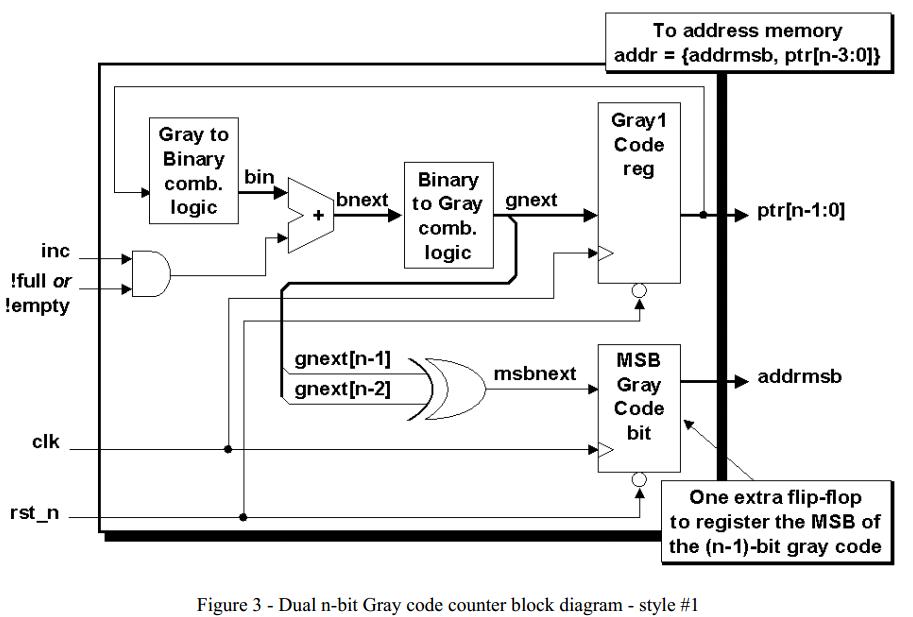 To address memory
addr = {addrmsb, ptr[n-3:0]}
Gray to
Binary
comb.
logic
bin
+
bnext
Binary
to Gray
comb.
logic
gnext
Gray1
Code
reg
ptr[n-1:0]
inc
!full or
!empty
gnext[n-1]
gnext[n-2]
msbnext
MSB
Gray
Code
bit
addrmsb
clk
rst_n
One extra flip-flop
to register the MSB of
the (n-1)-bit gray code
Figure 3 - Dual n-bit Gray code counter block diagram - style #1